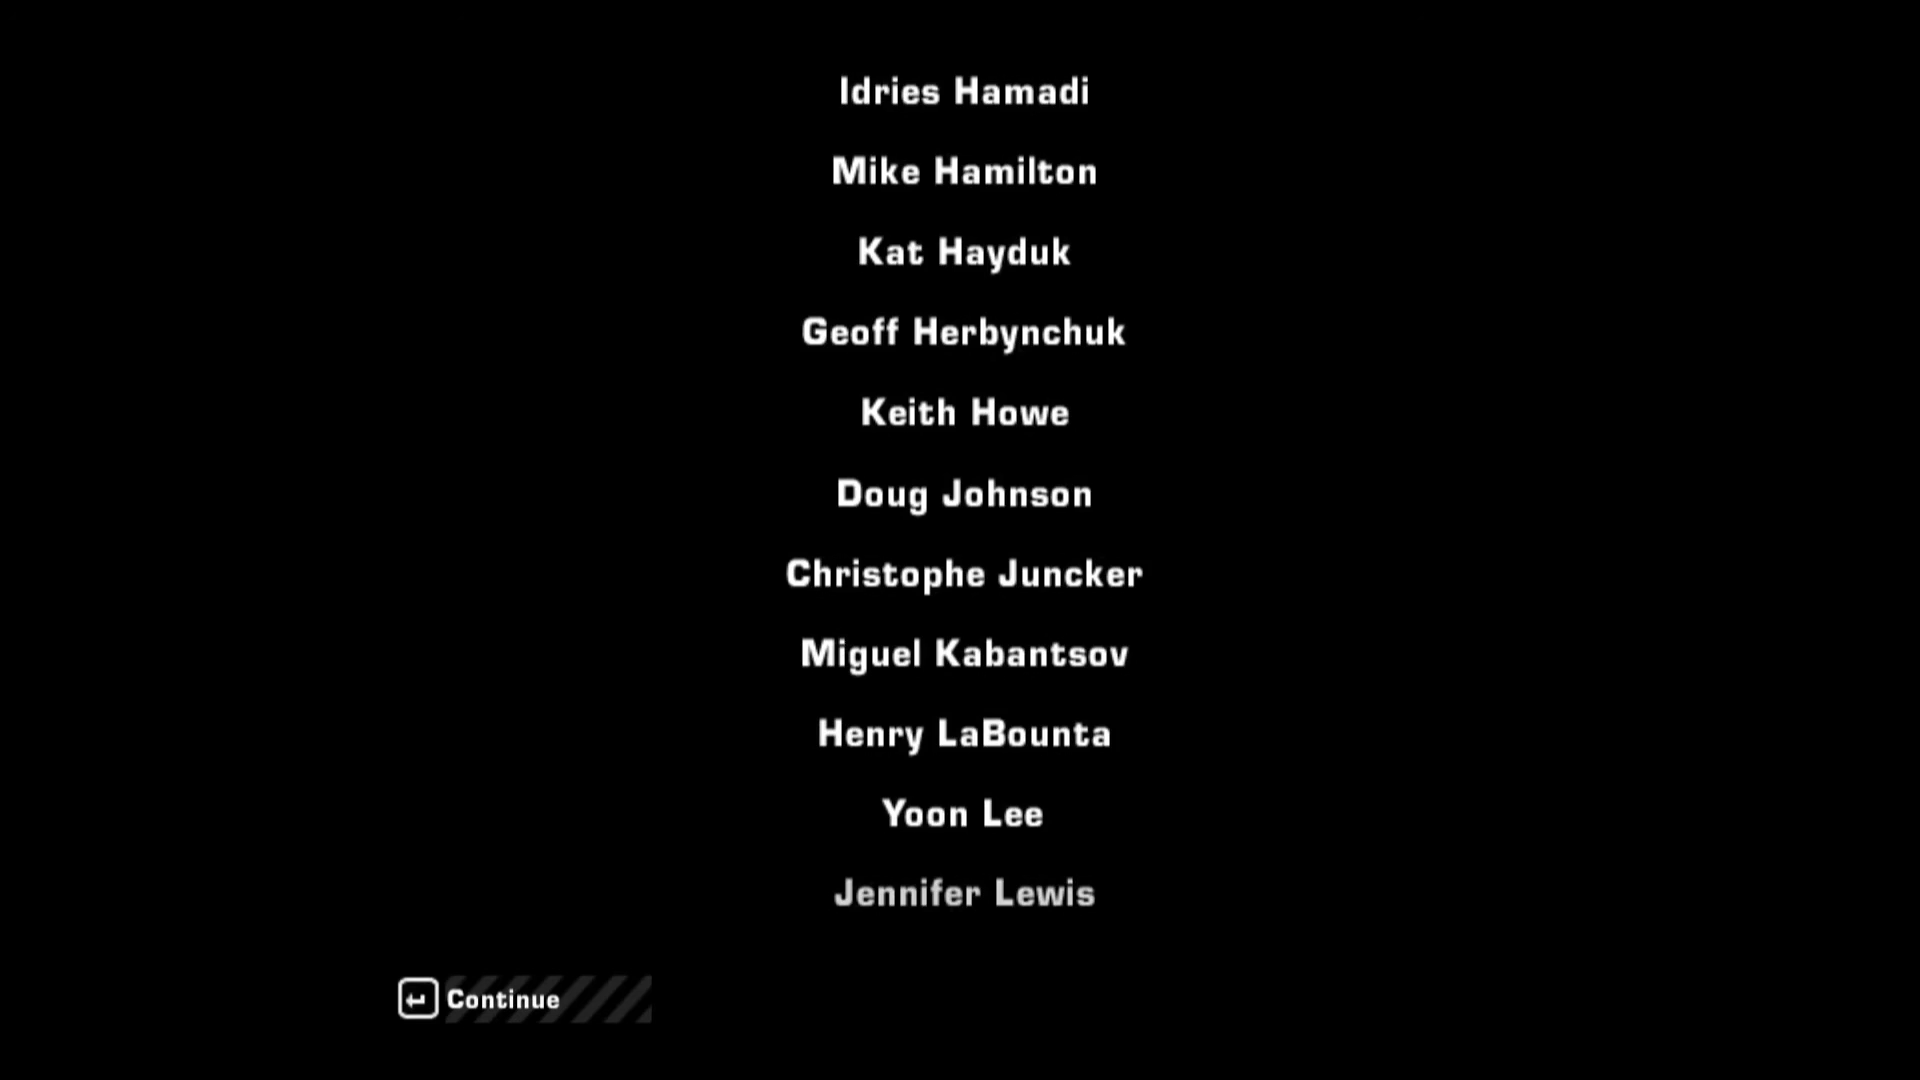 Idries Hamadi
Mike Hamilton
Kat Hayduk
Geoff Herbynchuk
Keith Howe
Doug Johnson
Christophe Juncker
Miguel Kabantsov
Henry LaBounta
Yoon Lee
Jennifer Lewis
Continue